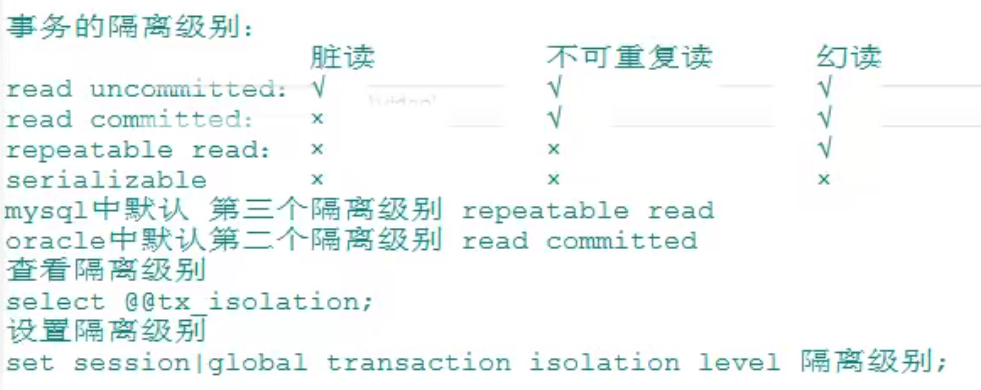 事务的隔离级别：
脏读 不可重复读 幻读
read uncommitted: √ √ √
read committed: × √ √
repeatable read: × × √
serializable × × ×
mysql中默认 第三个隔离级别 repeatable read
oracle中默认第二个隔离级别 read committed
查看隔离级别
select @@tx_isolation;
设置隔离级别
set session|global transaction isolation level 隔离级别;